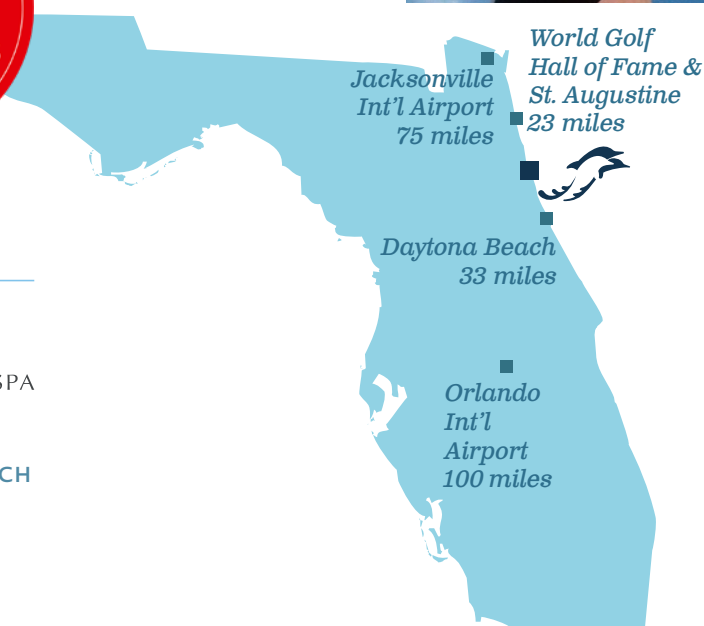 World Golf
Hall of Fame &
St. Augustine
23 miles
Jacksonville
Int’l Airport
75 miles
Daytona Beach
33 miles
Orlando
Int’l
Airport
100 miles
SPA
CH